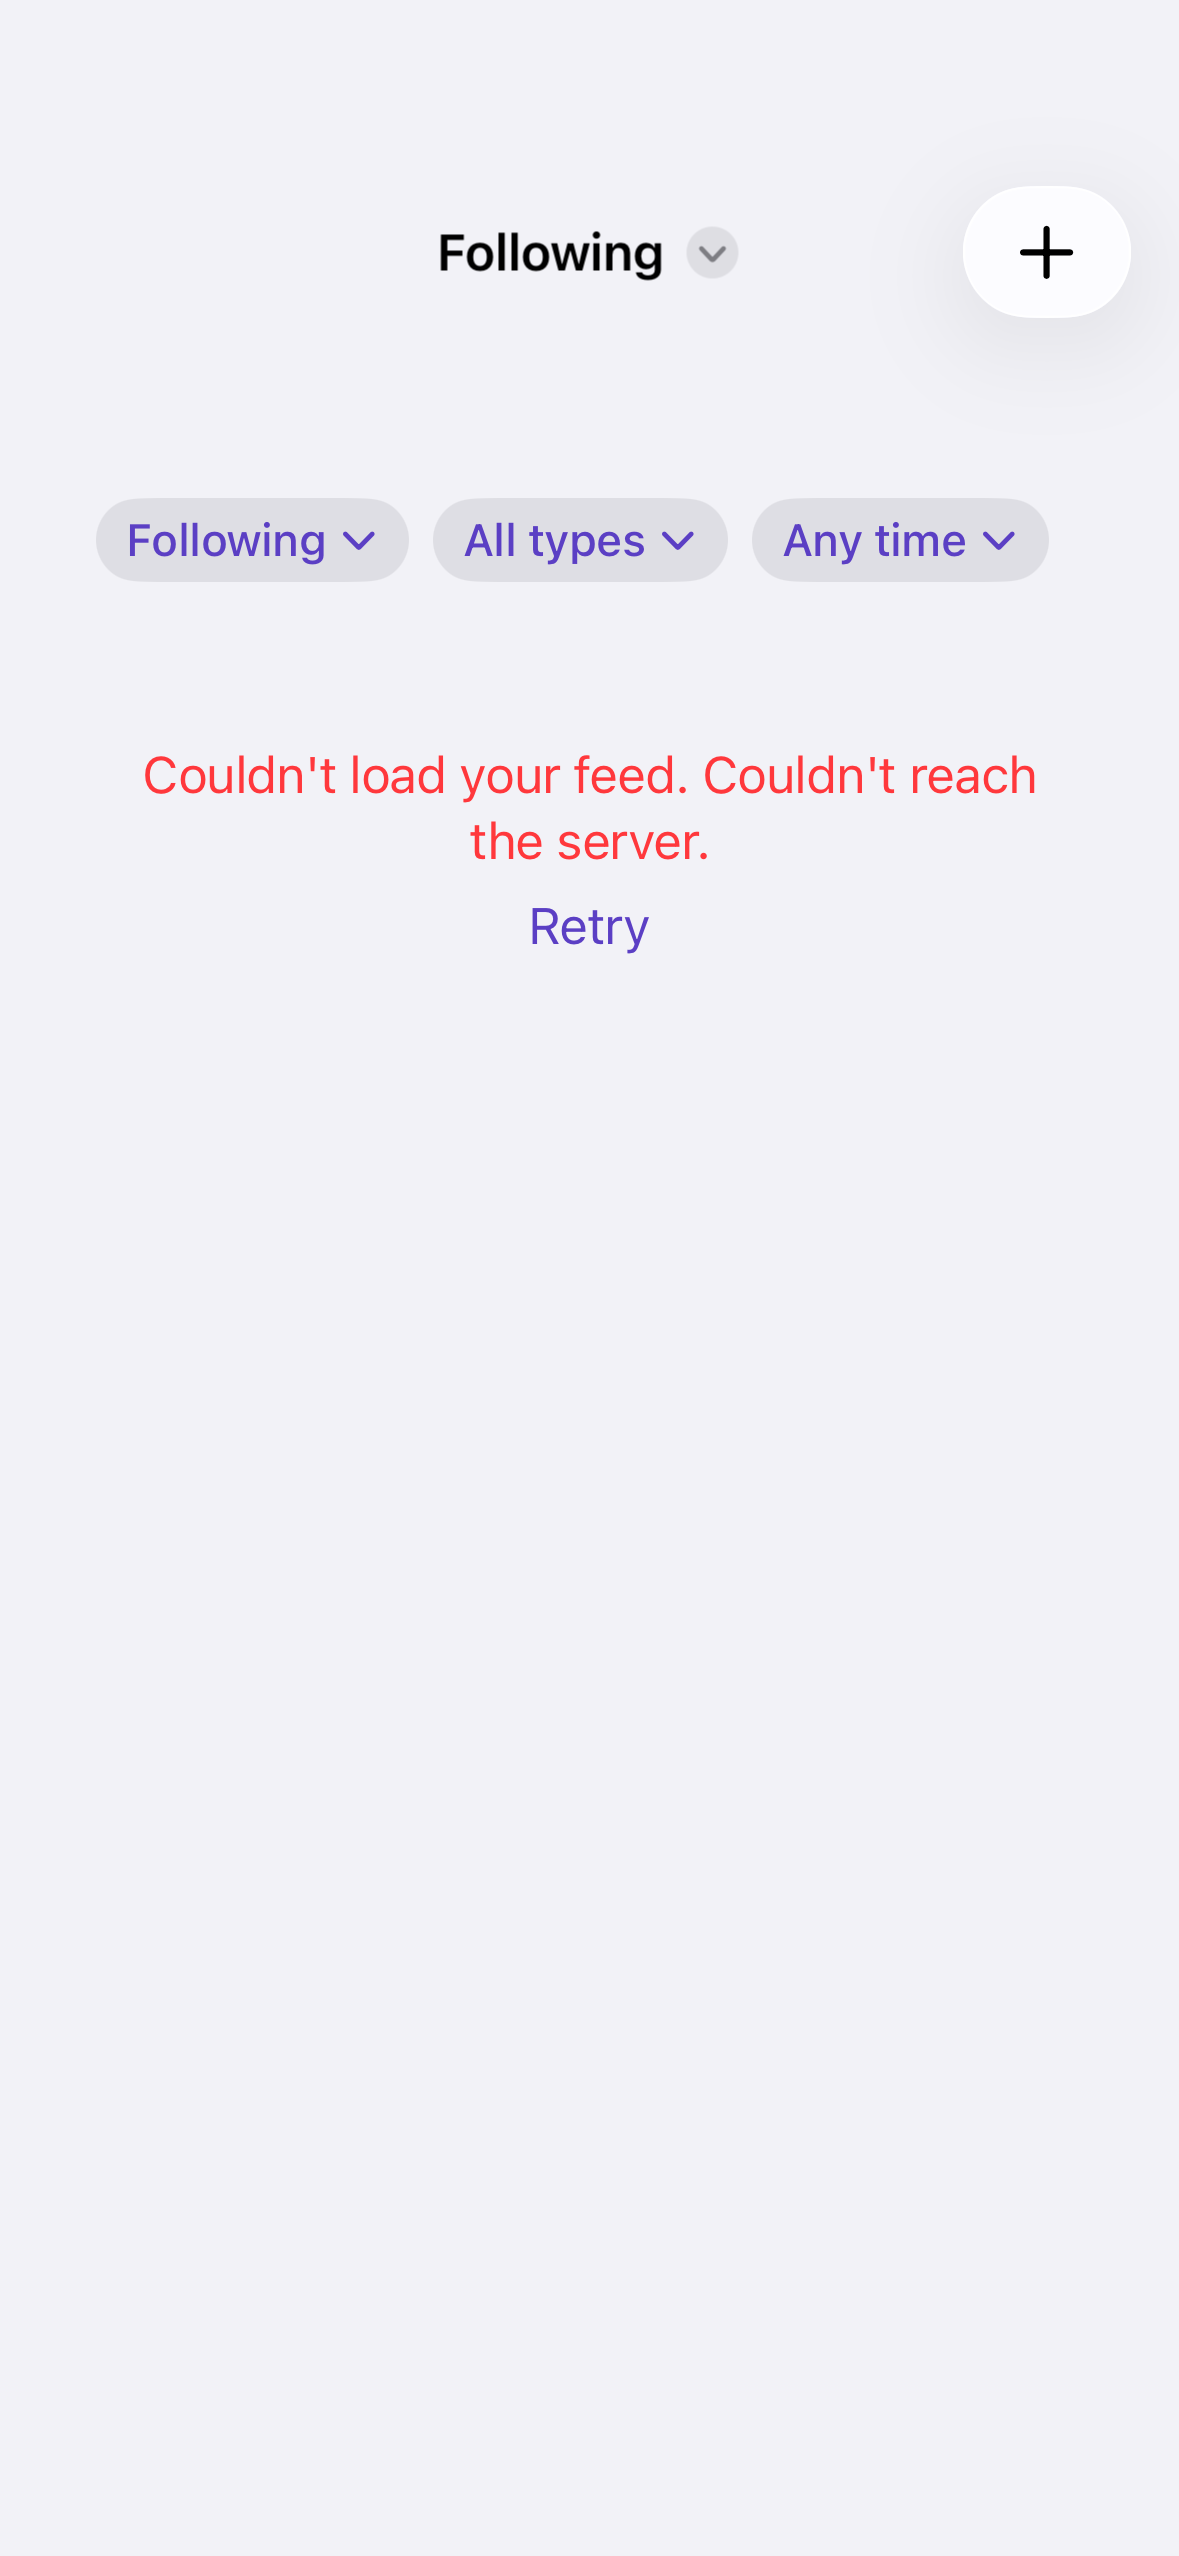 Following
Following
All types
Any time
Couldn't load your feed. Couldn't reach
the server.
Retry